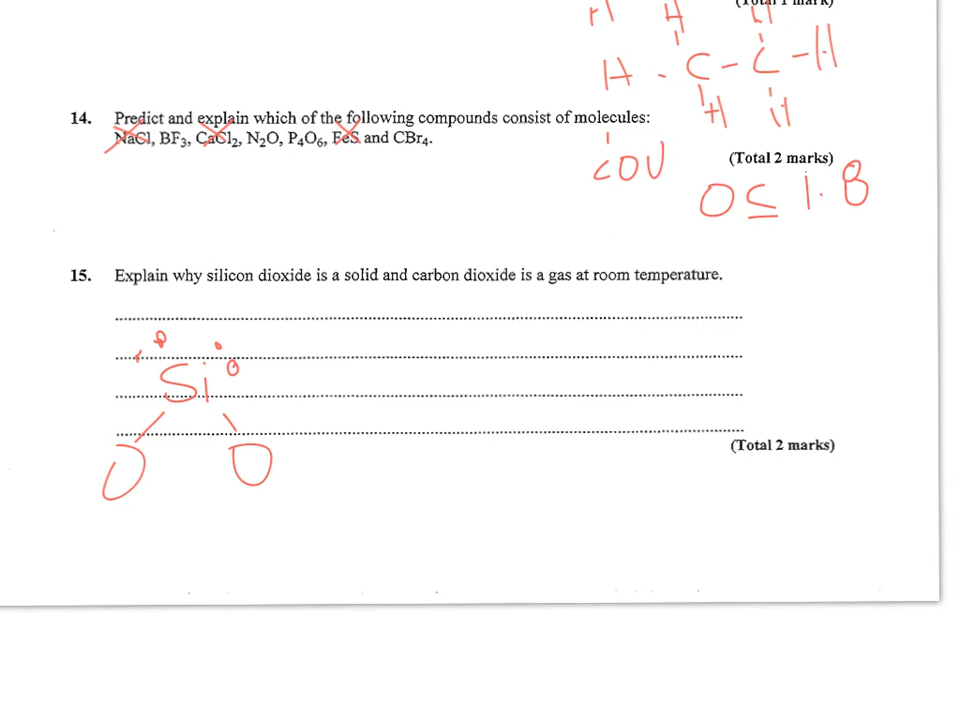 (Total 1 mark)
H H H
H - C - C - H
H H
14. Predict and explain which of the following compounds consist of molecules:
NaCl, BF₃, CaCl₂, N₂O, P₄O₆, FeS and CBr₄.
cov
(Total 2 marks)
0 ≤ 1.8
15. Explain why silicon dioxide is a solid and carbon dioxide is a gas at room temperature.
Si
O O
(Total 2 marks)